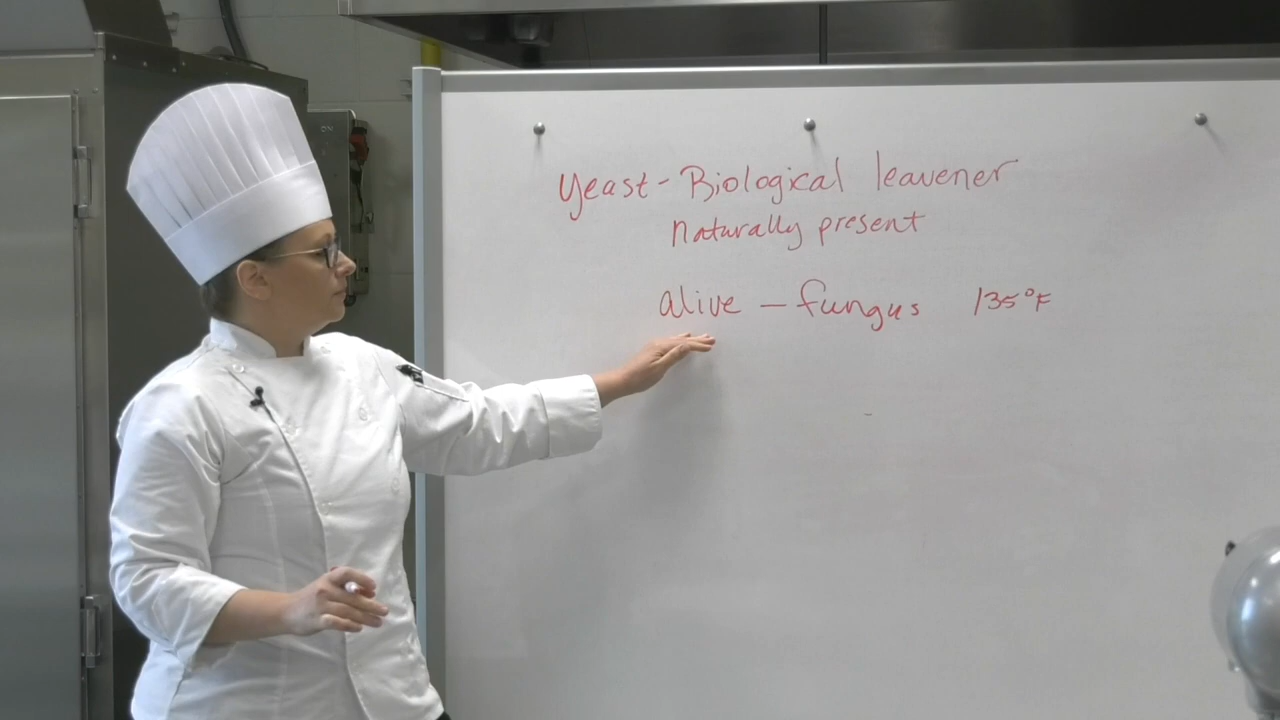 yeast - Biological leavener
naturally present
alive — fungus 135°F